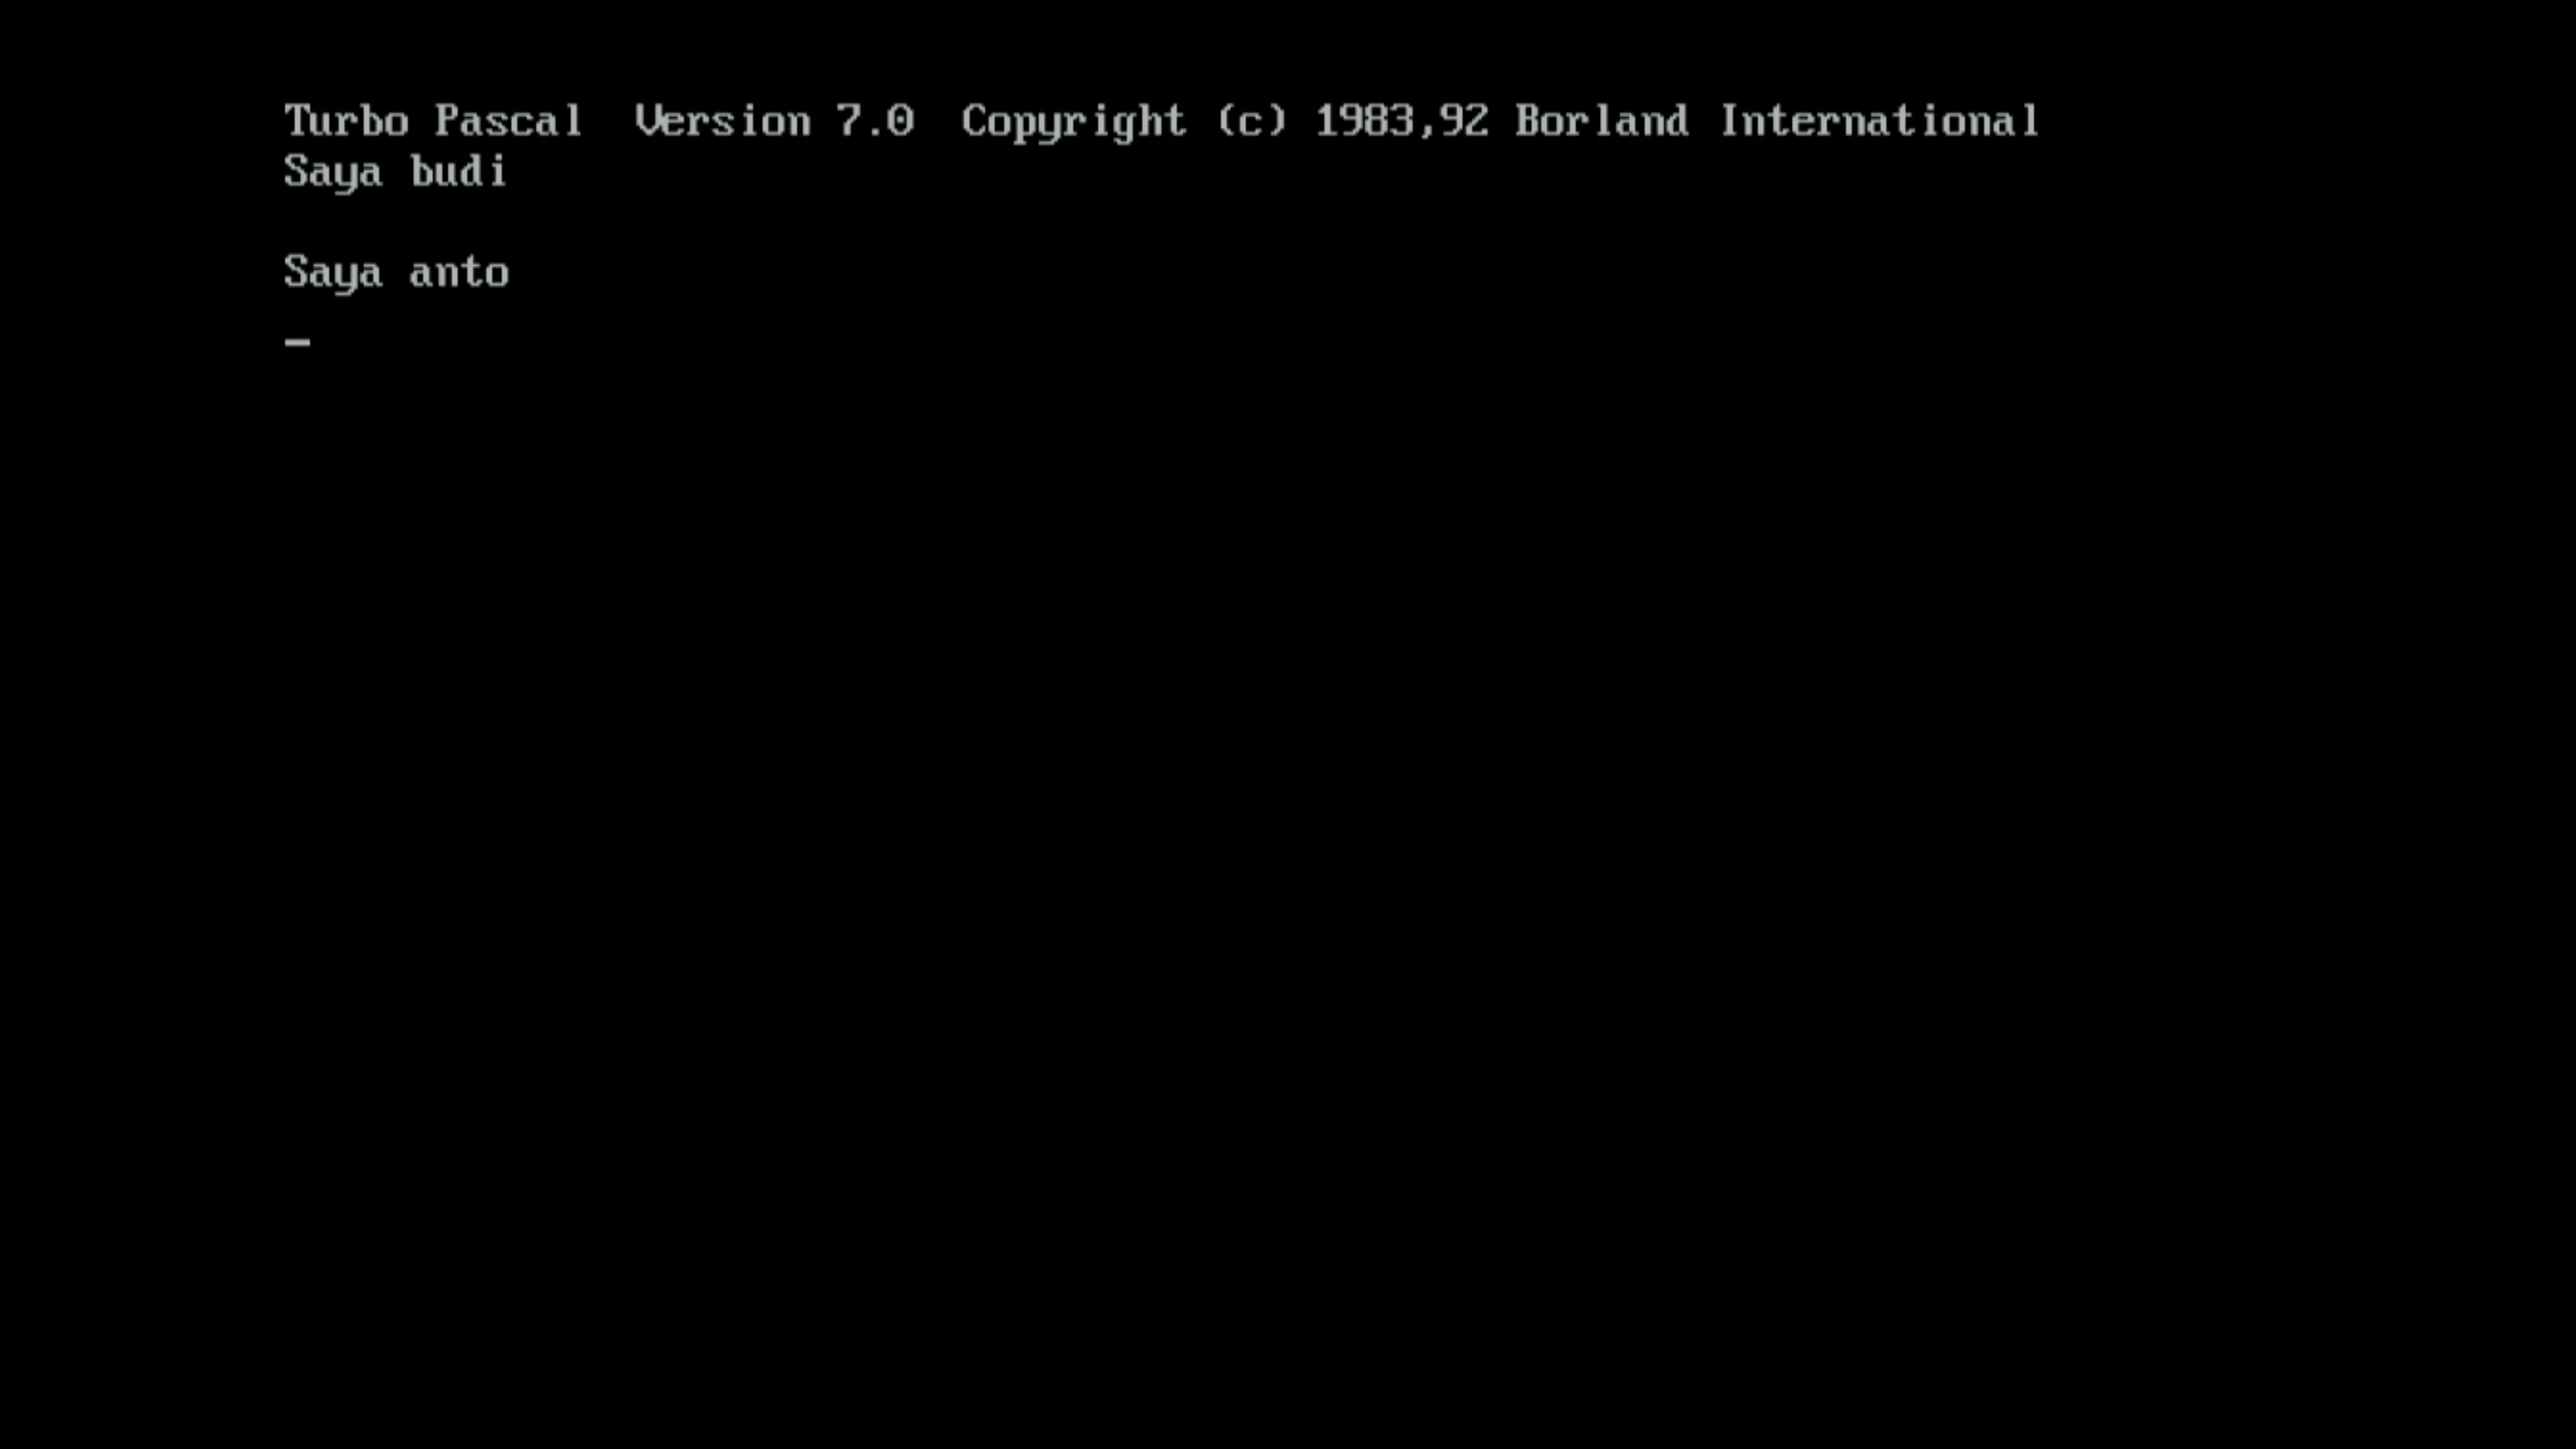 Turbo Pascal  Version 7.0  Copyright (c) 1983,92 Borland International
Saya budi
Saya anto
_